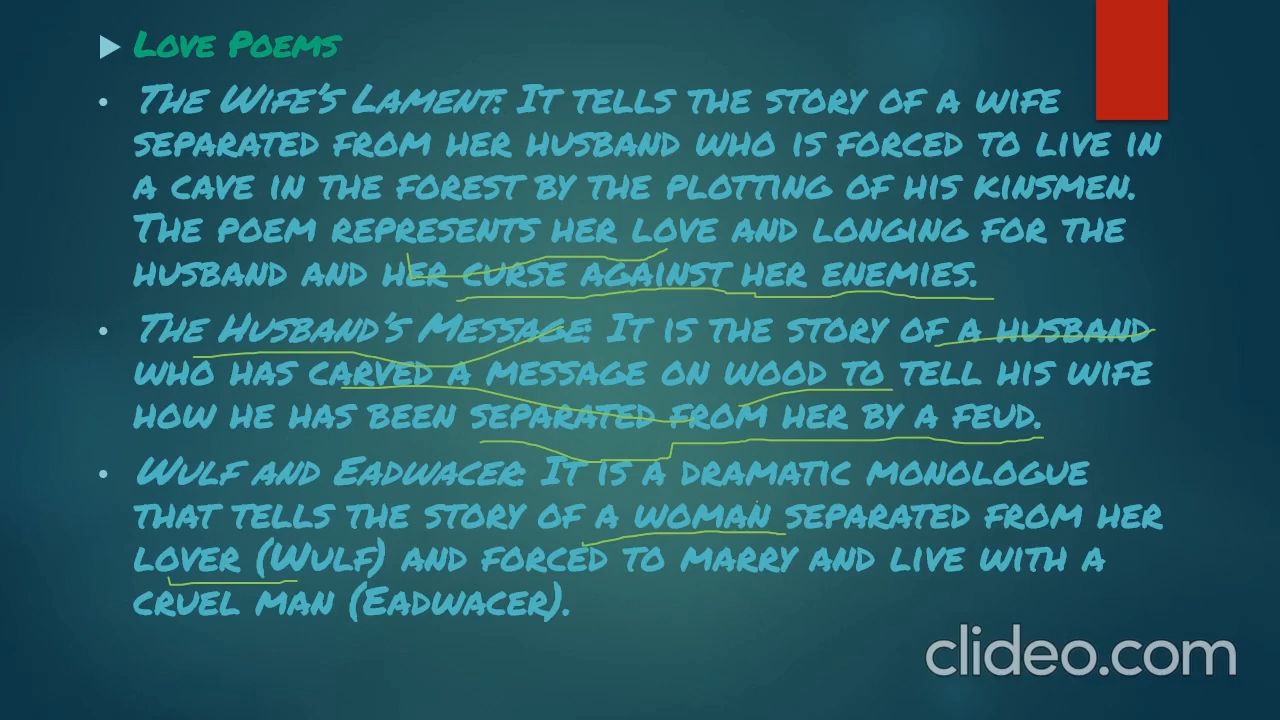 Love Poems
The Wife's Lament: It tells the story of a wife
separated from her husband who is forced to live in
a cave in the forest by the plotting of his kinsmen.
The poem represents her love and longing for the
husband and her curse against her enemies.
The Husband's Message: It is the story of a husband
who has carved a message on wood to tell his wife
how he has been separated from her by a feud.
Wulf and Eadwacer: It is a dramatic monologue
that tells the story of a woman separated from her
lover (Wulf) and forced to marry and live with a
cruel man (Eadwacer).
clideo.com